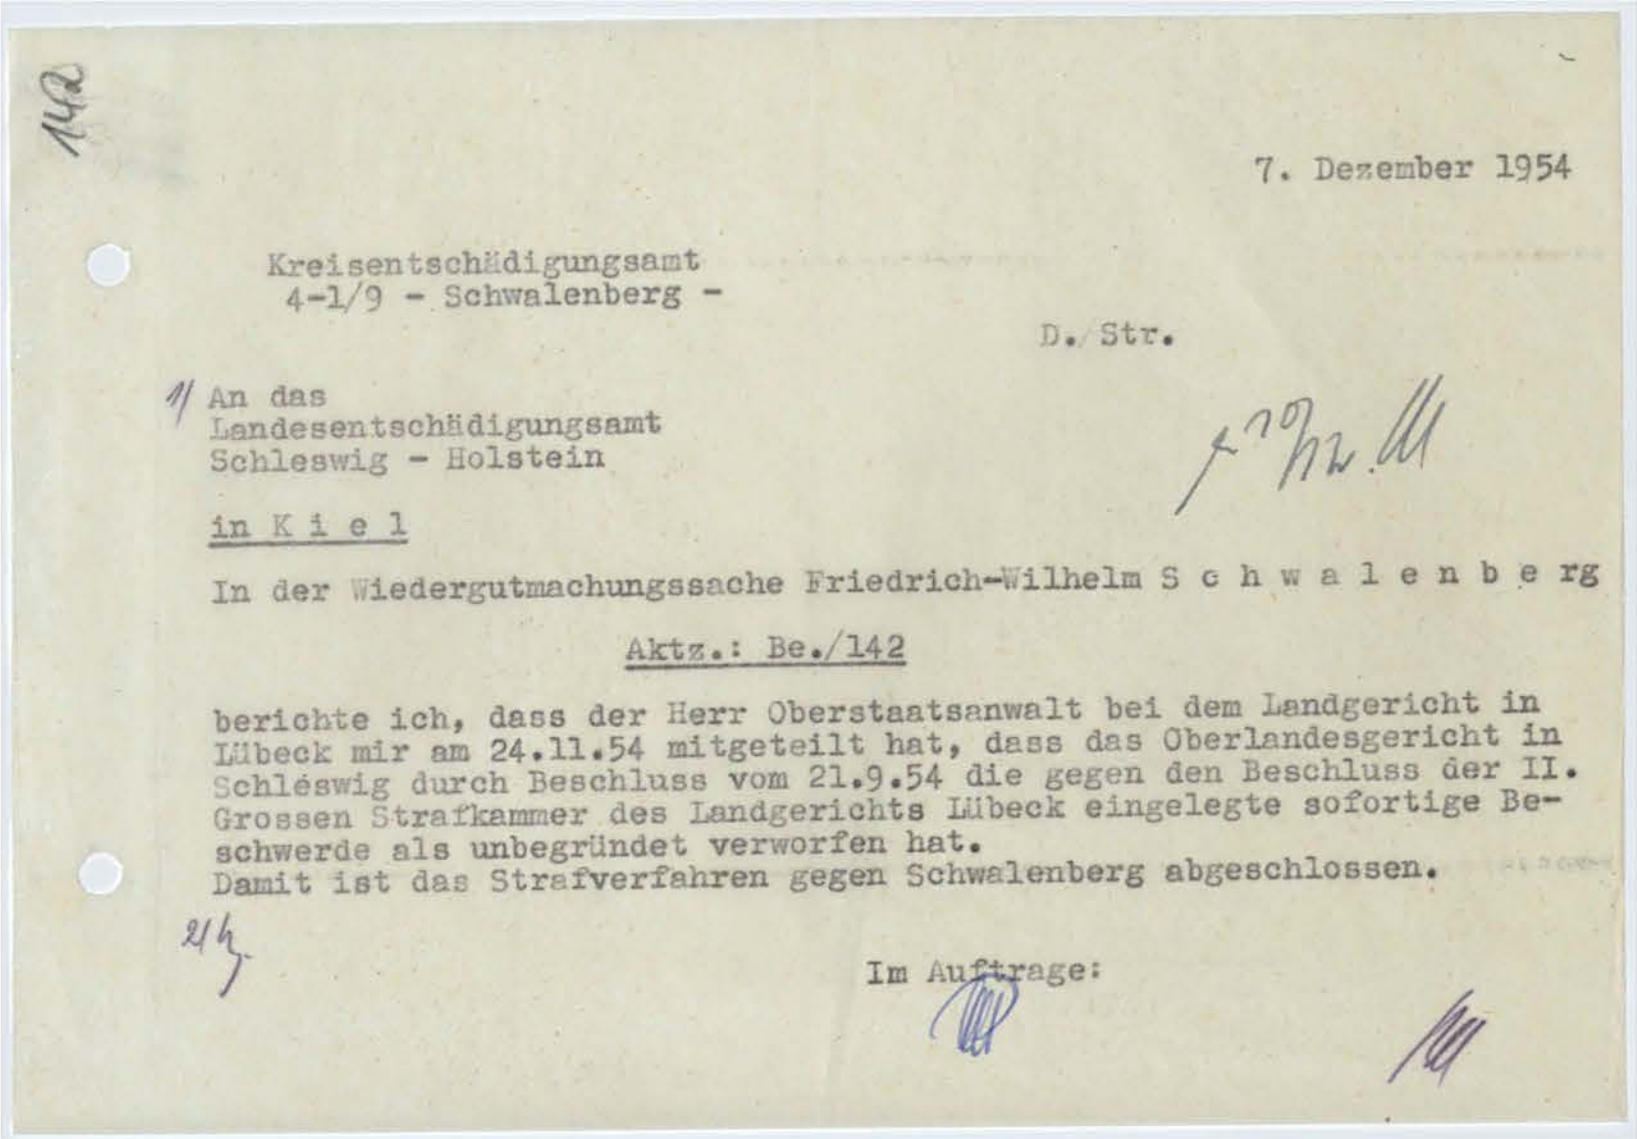 142
7. Dezember 1954
Kreisentschädigungsamt
4-1/9 - Schwalenberg -
D. Str.
1/ An das
Landesentschädigungsamt
Schleswig - Holstein
in K i e l
In der Wiedergutmachungssache Friedrich-Wilhelm S c h w a l e n b e rg
Aktz.: Be./142
berichte ich, dass der Herr Oberstaatsanwalt bei dem Landgericht in
Lübeck mir am 24.11.54 mitgeteilt hat, dass das Oberlandesgericht in
Schleswig durch Beschluss vom 21.9.54 die gegen den Beschluss der II.
Grossen Strafkammer des Landgerichts Lübeck eingelegte sofortige Be-
schwerde als unbegründet verworfen hat.
Damit ist das Strafverfahren gegen Schwalenberg abgeschlossen.
Im Auftrage: